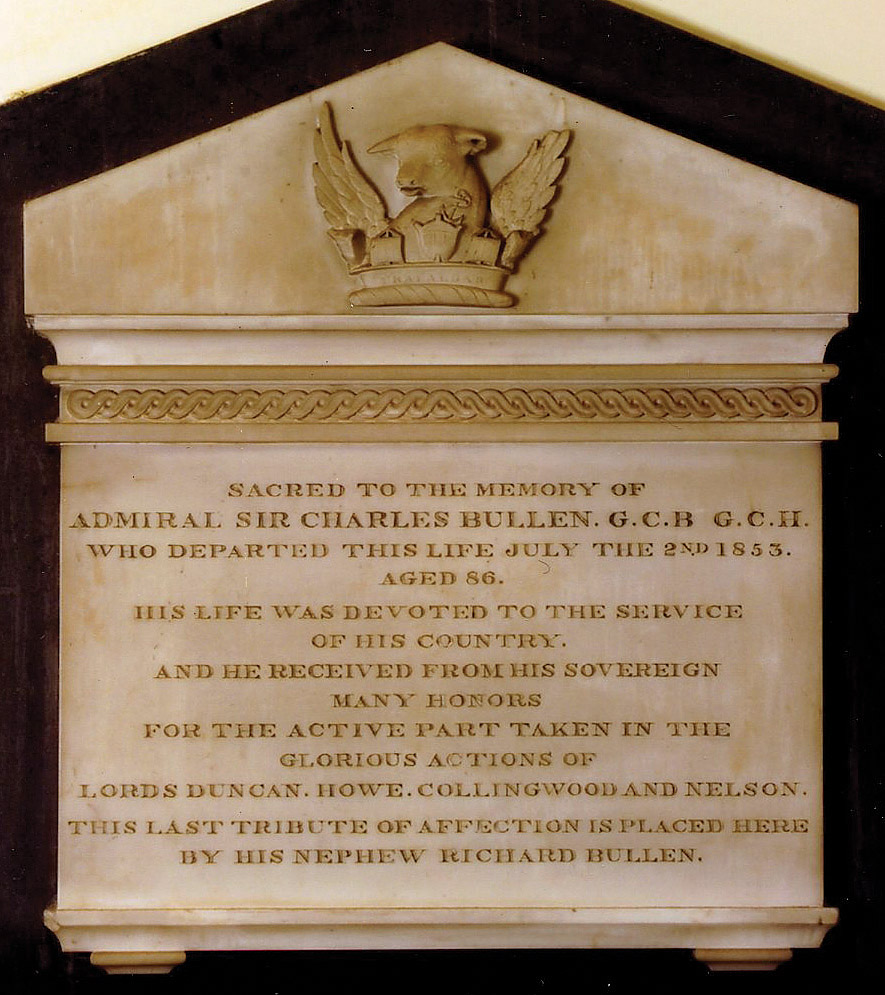 TRAFALGAR
SACRED TO THE MEMORY OF
ADMIRAL SIR CHARLES BULLEN. G.C.B G.C.H.
WHO DEPARTED THIS LIFE JULY THE 2ND 1853.
AGED 86.
HIS LIFE WAS DEVOTED TO THE SERVICE
OF HIS COUNTRY.
AND HE RECEIVED FROM HIS SOVEREIGN
MANY HONORS
FOR THE ACTIVE PART TAKEN IN THE
GLORIOUS ACTIONS OF
LORDS DUNCAN. HOWE. COLLINGWOOD AND NELSON.
THIS LAST TRIBUTE OF AFFECTION IS PLACED HERE
BY HIS NEPHEW RICHARD BULLEN.